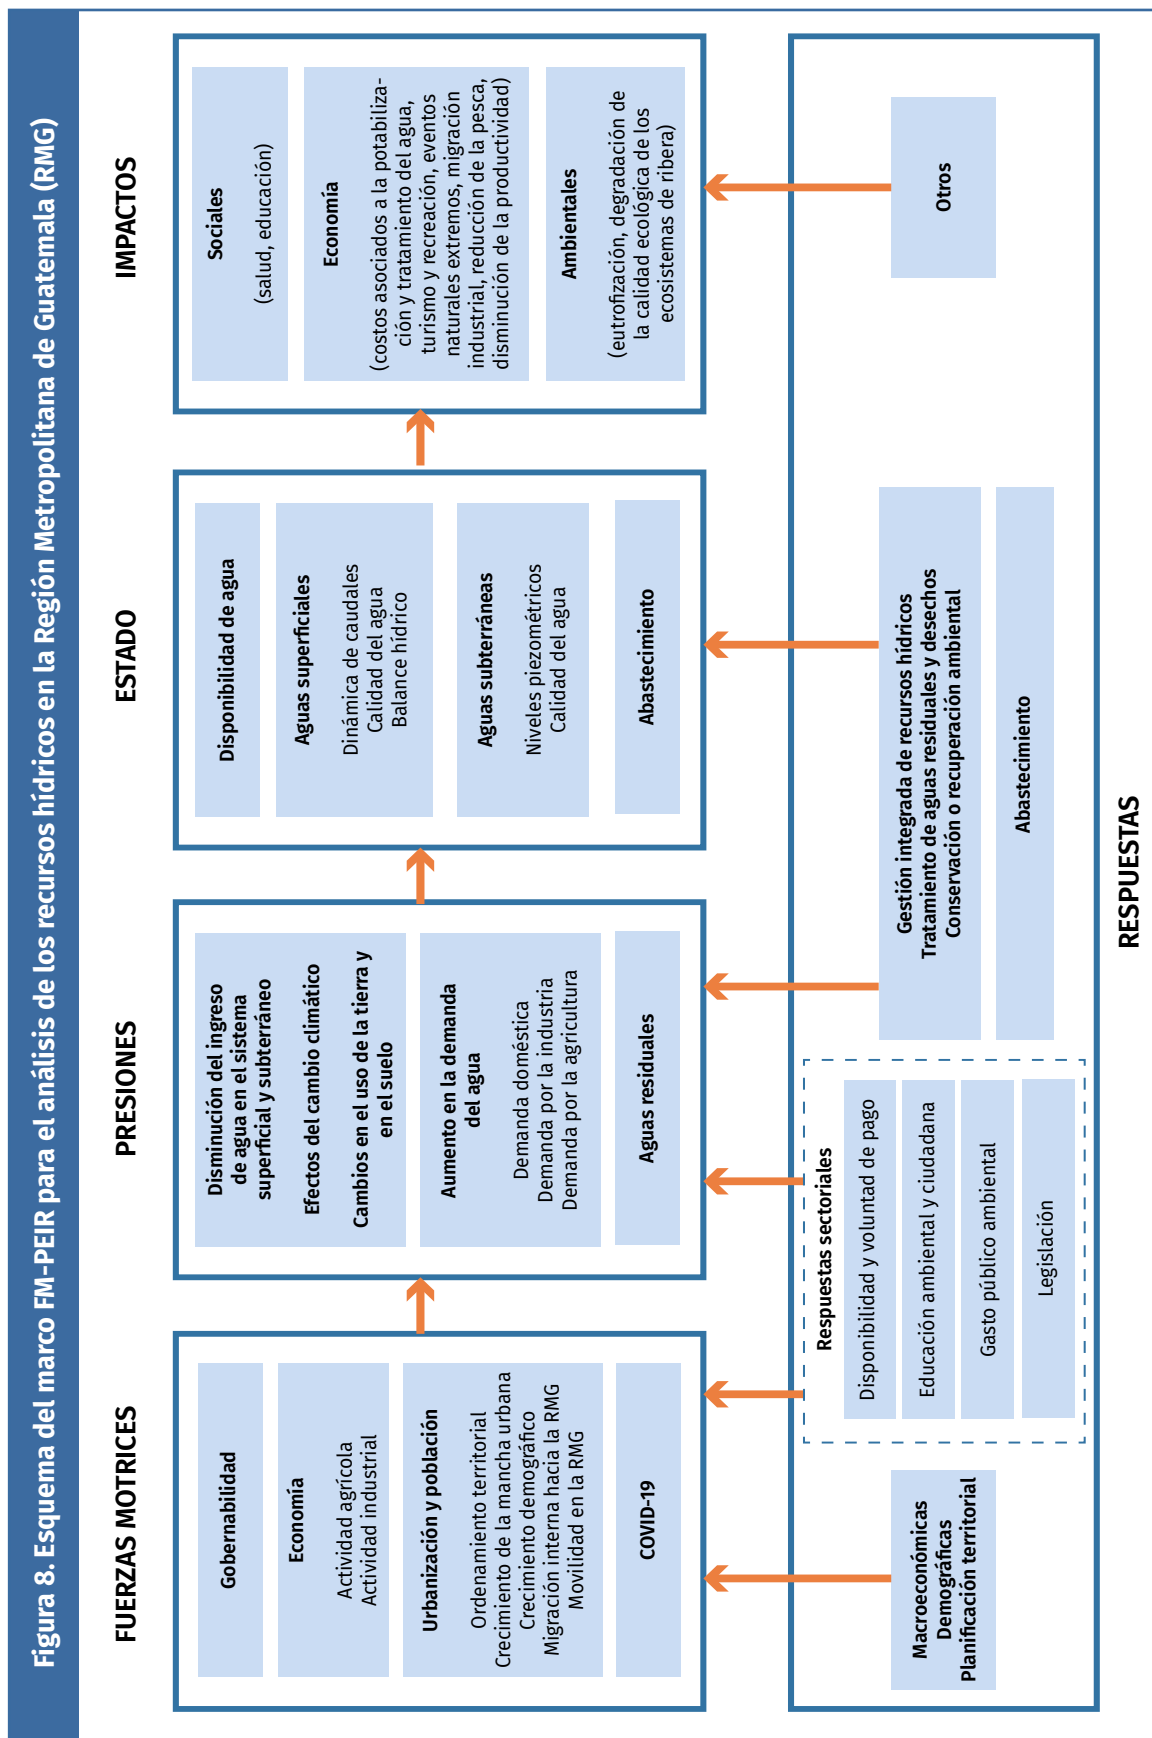 Figura 8. Esquema del marco FM-PEIR para el análisis de los recursos hídricos en la Región Metropolitana de Guatemala (RMG)
FUERZAS MOTRICES
Gobernabilidad
Economía
Actividad agrícola
Actividad industrial
Urbanización y población
Ordenamiento territorial
Crecimiento de la mancha urbana
Crecimiento demográfico
Migración interna hacia la RMG
Movilidad en la RMG
COVID-19
PRESIONES
Disminución del ingreso
de agua en el sistema
superficial y subterráneo
Efectos del cambio climático
Cambios en el uso de la tierra y
en el suelo
Aumento en la demanda
del agua
Demanda doméstica
Demanda por la industria
Demanda por la agricultura
Aguas residuales
ESTADO
Disponibilidad de agua
Aguas superficiales
Dinámica de caudales
Calidad del agua
Balance hídrico
Aguas subterráneas
Niveles piezométricos
Calidad del agua
Abastecimiento
IMPACTOS
Sociales
(salud, educación)
Economía
(costos asociados a la potabiliza-
ción y tratamiento del agua,
turismo y recreación, eventos
naturales extremos, migración
industrial, reducción de la pesca,
disminución de la productividad)
Ambientales
(eutrofización, degradación de
la calidad ecológica de los
ecosistemas de ribera)
Macroeconómicas
Demográficas
Planificación territorial
Respuestas sectoriales
Disponibilidad y voluntad de pago
Educación ambiental y ciudadana
Gasto público ambiental
Legislación
Gestión integrada de recursos hídricos
Tratamiento de aguas residuales y desechos
Conservación o recuperación ambiental
Abastecimiento
Otros
RESPUESTAS